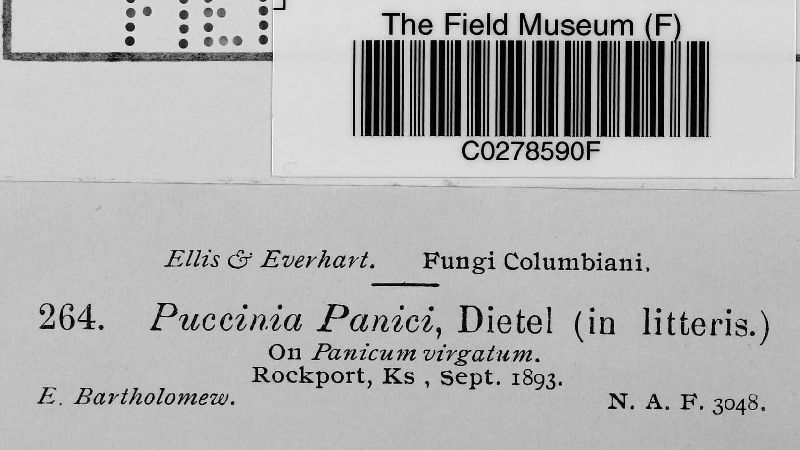 The Field Museum (F)
C0278590F
Ellis & Everhart. Fungi Columbiani.
264. Puccinia Panici, Dietel (in litteris.)
On Panicum virgatum.
Rockport, Ks , Sept. 1893.
E. Bartholomew. N. A. F. 3048.